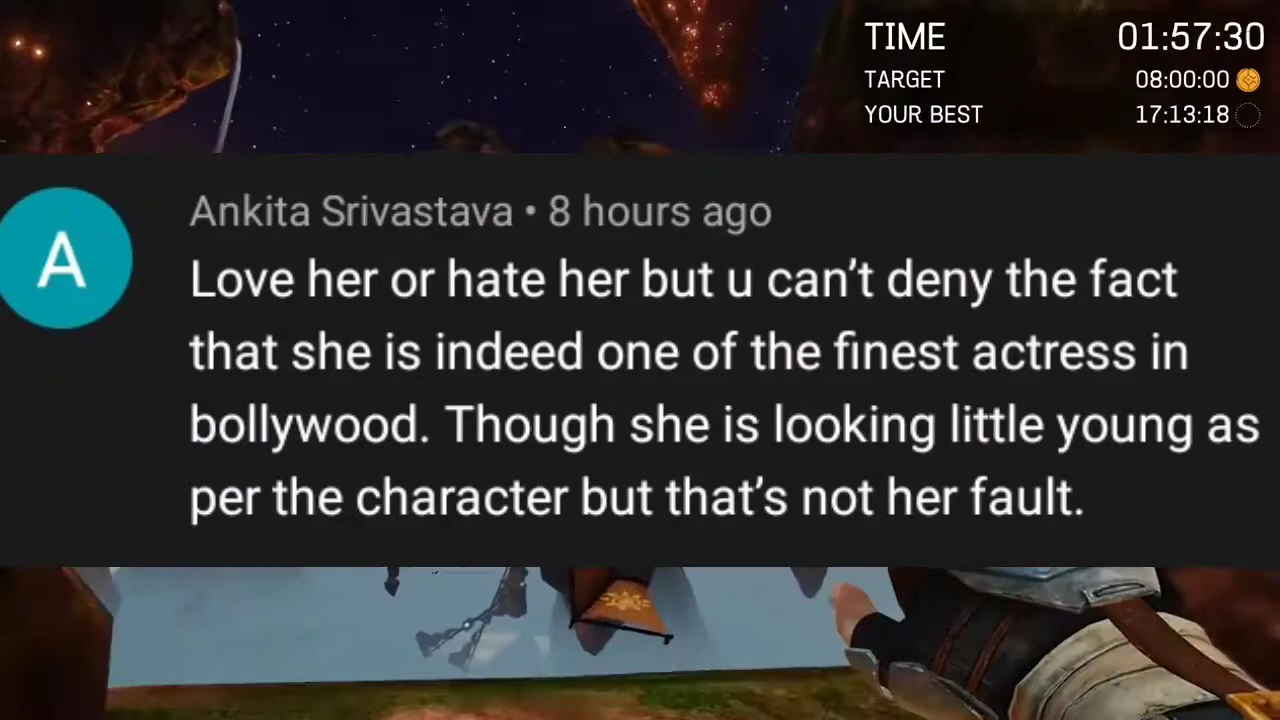 TIME 01:57:30
TARGET 08:00:00
YOUR BEST 17:13:18
A
Ankita Srivastava • 8 hours ago
Love her or hate her but u can't deny the fact
that she is indeed one of the finest actress in
bollywood. Though she is looking little young as
per the character but that's not her fault.